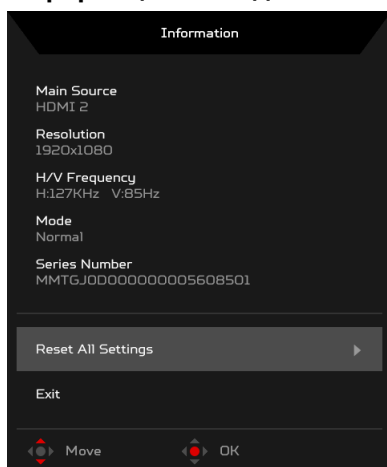 Information
Main Source
HDMI 2
Resolution
1920x1080
H/V Frequency
H:127KHz V:85Hz
Mode
Normal
Series Number
MMTGJ0D000000005608501
Reset All Settings
Exit
Move OK